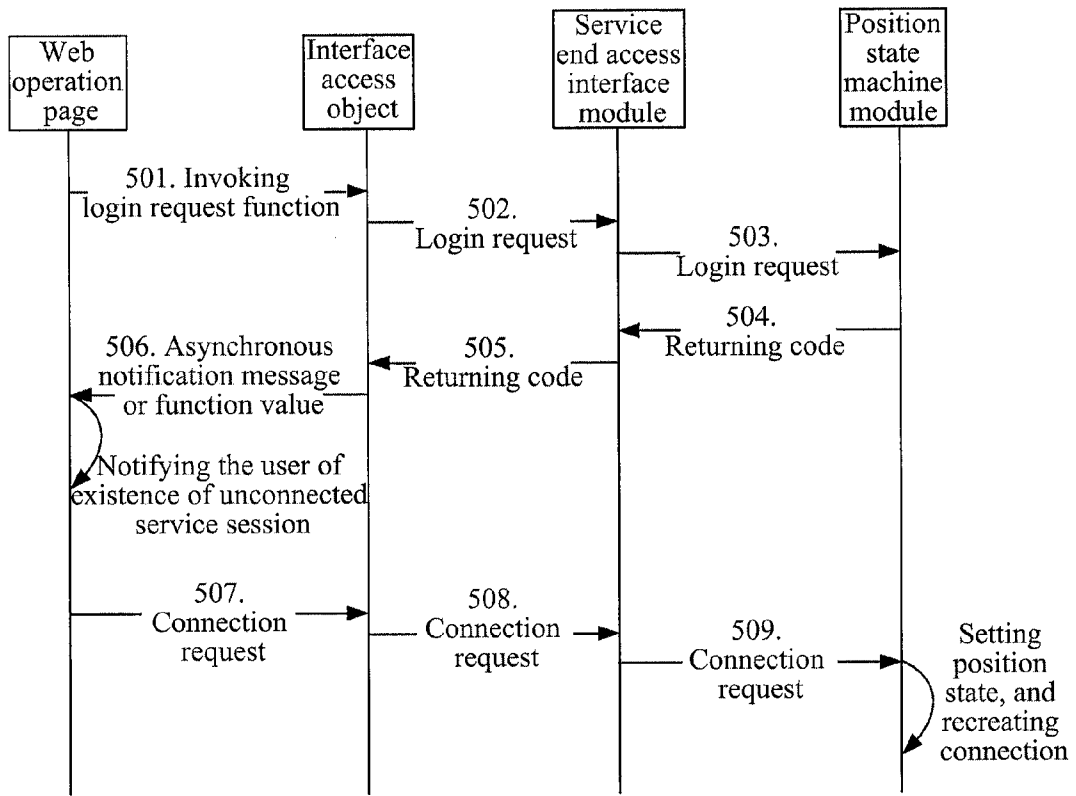 Web
operation
page
Interface
access
object
Service
end access
interface
module
Position
state
machine
module
501. Invoking
login request function
502.
Login request
503.
Login request
504.
Returning code
505.
Returning code
506. Asynchronous
notification message
or function value
Notifying the user of
existence of unconnected
service session
507.
Connection
request
508.
Connection
request
509.
Connection
request
Setting
position
state, and
recreating
connection